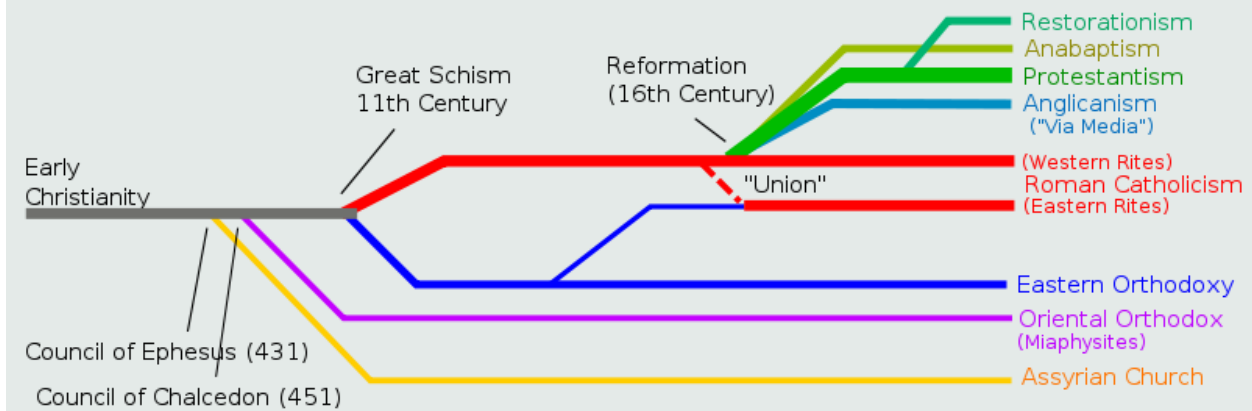 Restorationism
Anabaptism
Great Schism
11th Century
Reformation
(16th Century)
Protestantism
Anglicanism
("Via Media")
Early
Christianity
(Western Rites)
"Union"
Roman Catholicism
(Eastern Rites)
Eastern Orthodoxy
Oriental Orthodox
(Miaphysites)
Council of Ephesus (431)
Council of Chalcedon (451)
Assyrian Church